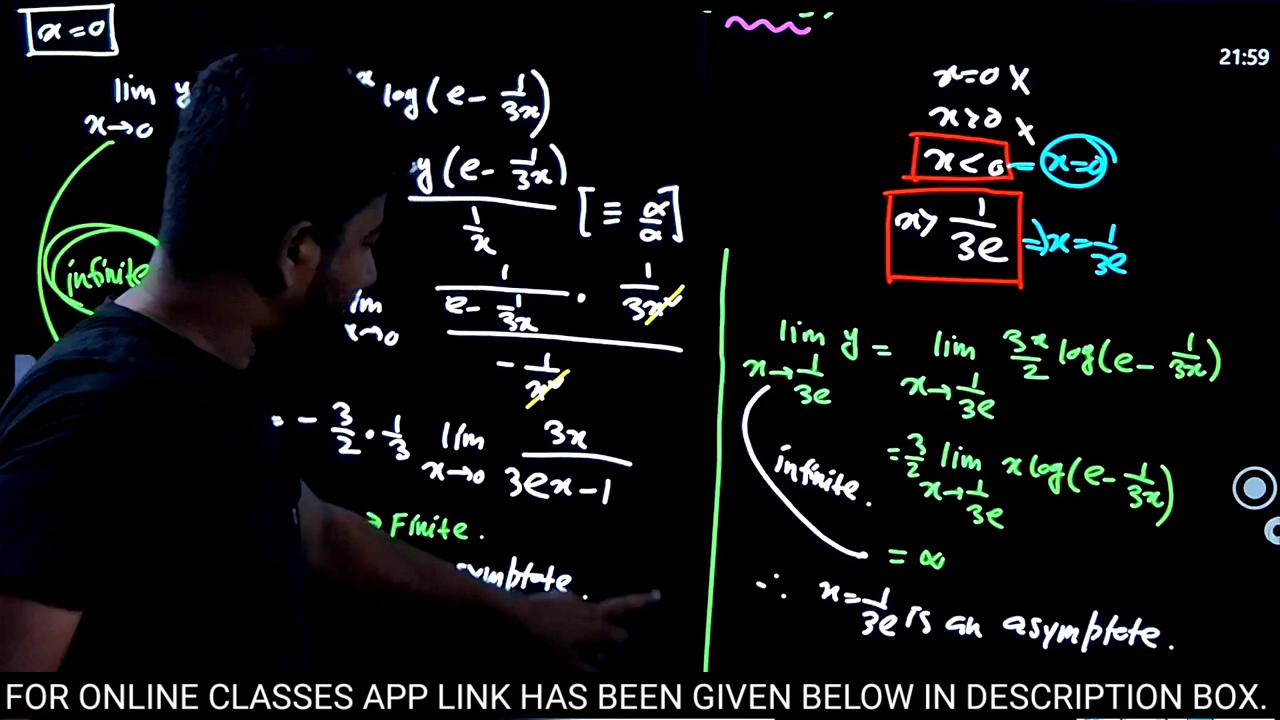 x=0
lim y
x→0
log(e- 1/3x)
y(e- 1/3x)
1/x
[≡ α/α]
infinite
1
e- 1/3x
. 1/3x²
im
x→0
- 1/x²
= - 3/2 . 1/3 lim 3x/3ex-1
x→0
→ Finite.
asymptote.
21:59
x=0 X
x>0 X
x<0 = x=0
x> 1/3e ⇒ x= 1/3e
lim y = lim 3x/2 log(e- 1/3x)
x→ 1/3e x→ 1/3e
= 3/2 lim x log(e- 1/3x)
x→ 1/3e
infinite.
= ∞
∴ x= 1/3e is an asymptote.
FOR ONLINE CLASSES APP LINK HAS BEEN GIVEN BELOW IN DESCRIPTION BOX.